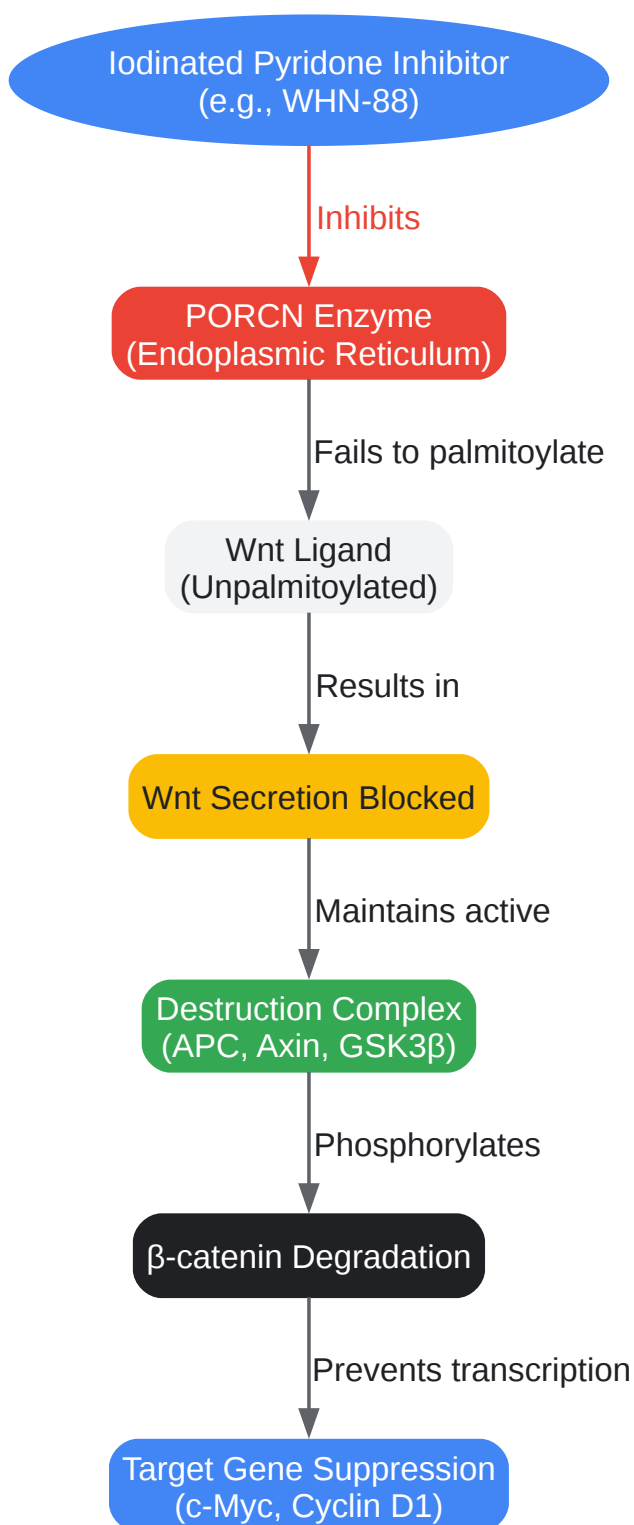 Iodinated Pyridone Inhibitor
(e.g., WHN-88)
Inhibits
PORCN Enzyme
(Endoplasmic Reticulum)
Fails to palmitoylate
Wnt Ligand
(Unpalmitoylated)
Results in
Wnt Secretion Blocked
Maintains active
Destruction Complex
(APC, Axin, GSK3β)
Phosphorylates
β-catenin Degradation
Prevents transcription
Target Gene Suppression
(c-Myc, Cyclin D1)